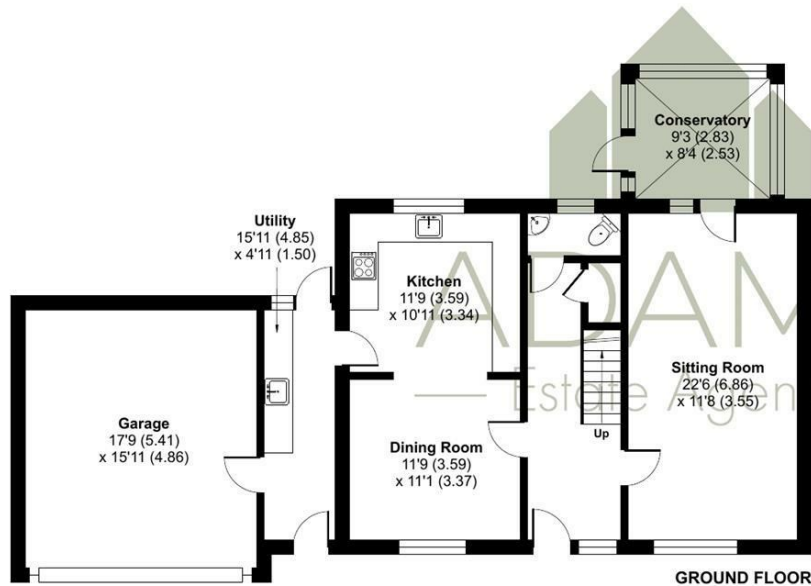 Conservatory
9'3 (2.83)
x 8'4 (2.53)
Utility
15'11 (4.85)
x 4'11 (1.50)
Kitchen
11'9 (3.59)
x 10'11 (3.34)
ADAM
Estate Agen
Sitting Room
22'6 (6.86)
x 11'8 (3.55)
Garage
17'9 (5.41)
x 15'11 (4.86)
Dining Room
11'9 (3.59)
x 11'1 (3.37)
Up
GROUND FLOOR